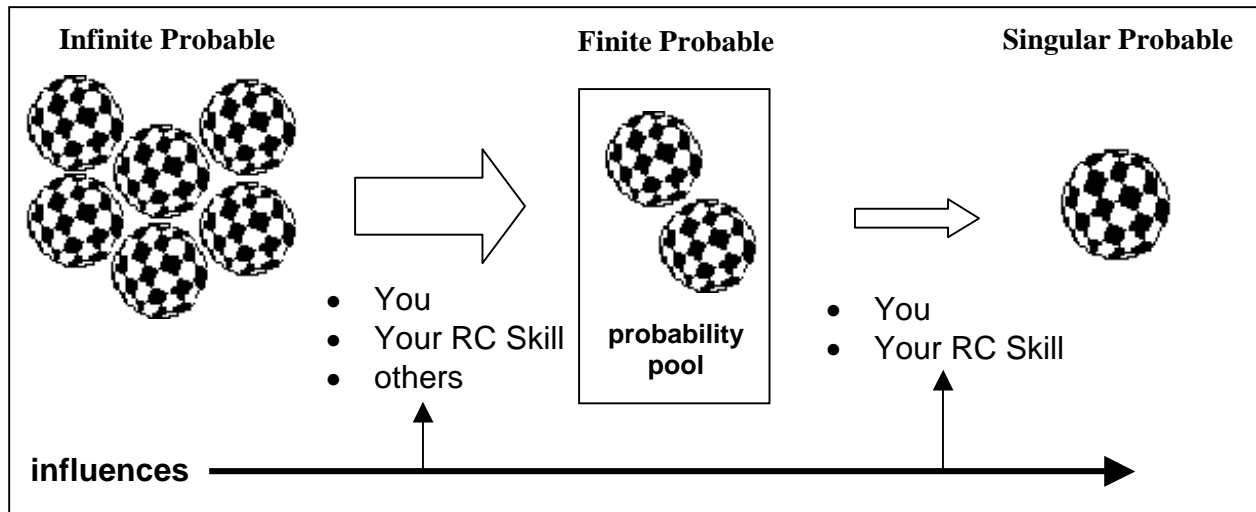 Infinite Probable
Finite Probable
Singular Probable
• You
• Your RC Skill
• others
probability
pool
• You
• Your RC Skill
influences